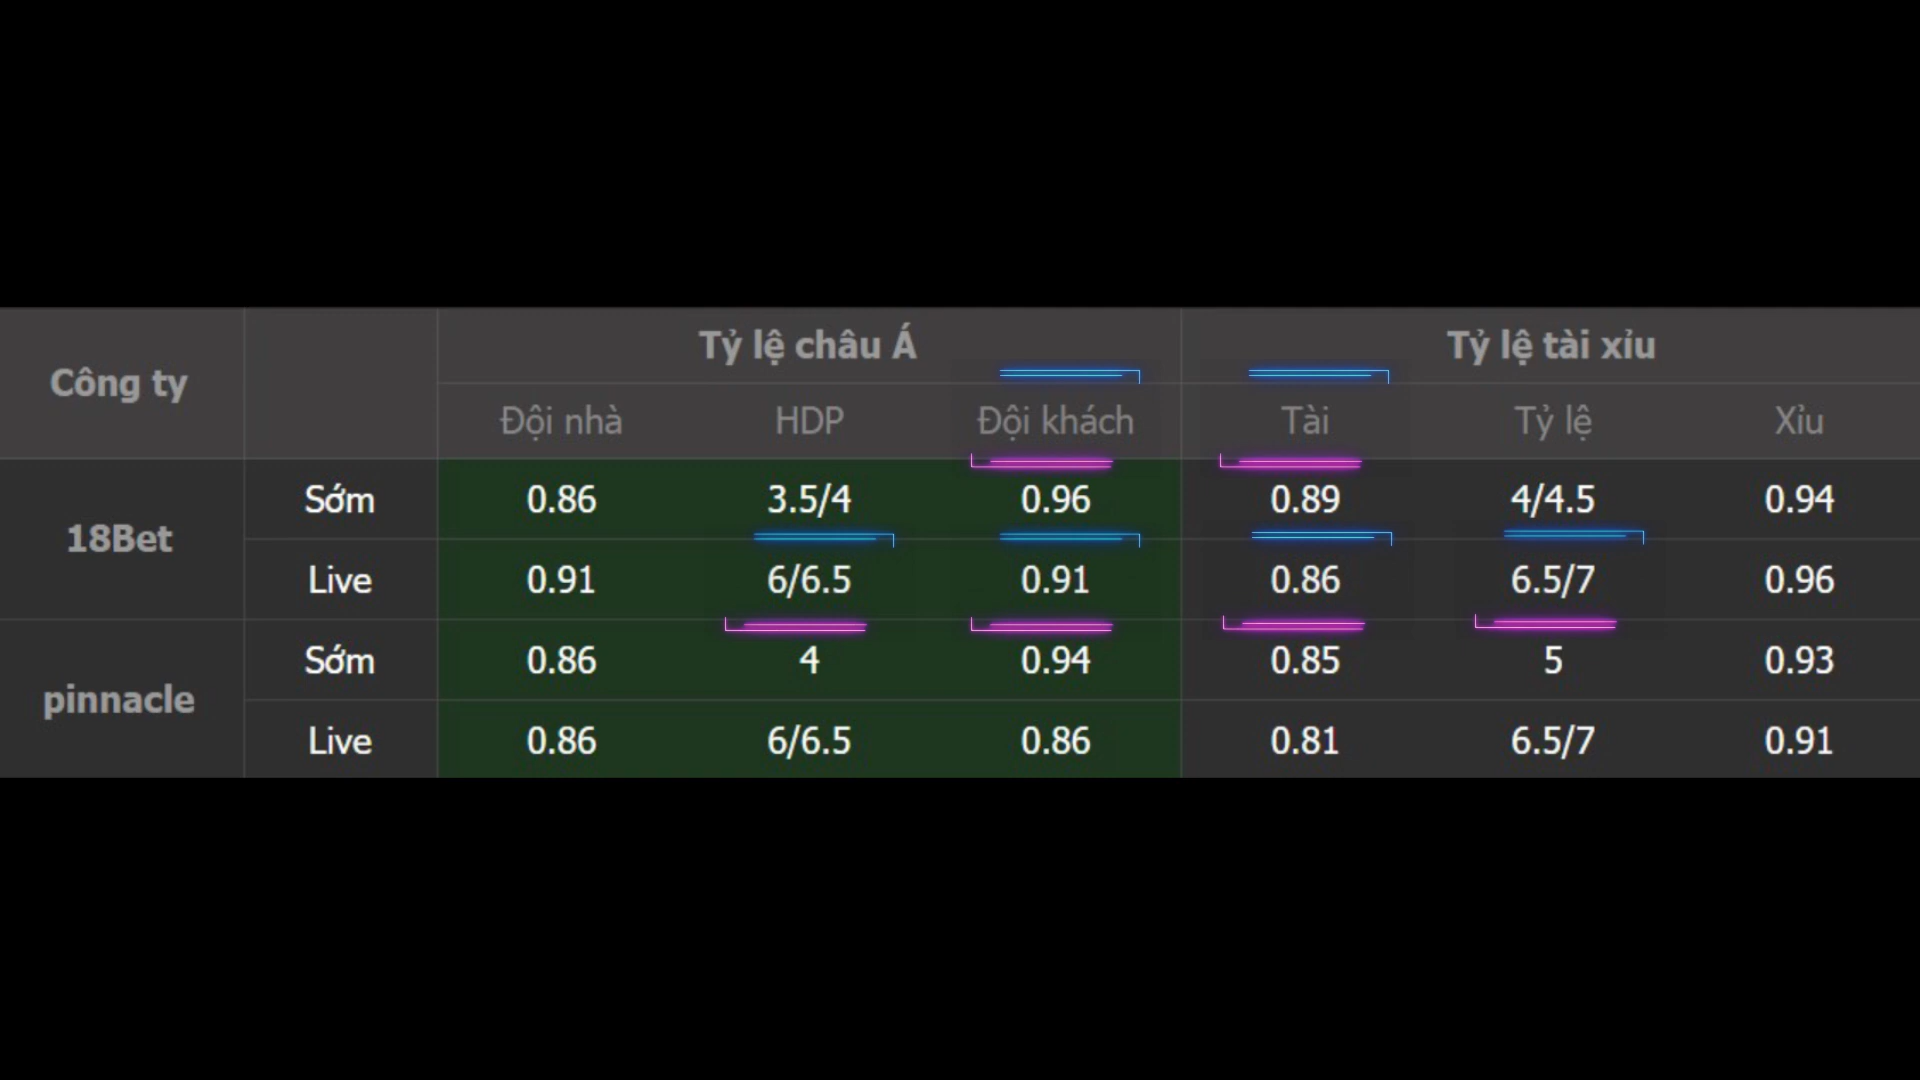 Công ty Tỷ lệ châu Á Tỷ lệ tài xỉu
Đội nhà HDP Đội khách Tài Tỷ lệ Xỉu
18Bet Sớm 0.86 3.5/4 0.96 0.89 4/4.5 0.94
Live 0.91 6/6.5 0.91 0.86 6.5/7 0.96
pinnacle Sớm 0.86 4 0.94 0.85 5 0.93
Live 0.86 6/6.5 0.86 0.81 6.5/7 0.91